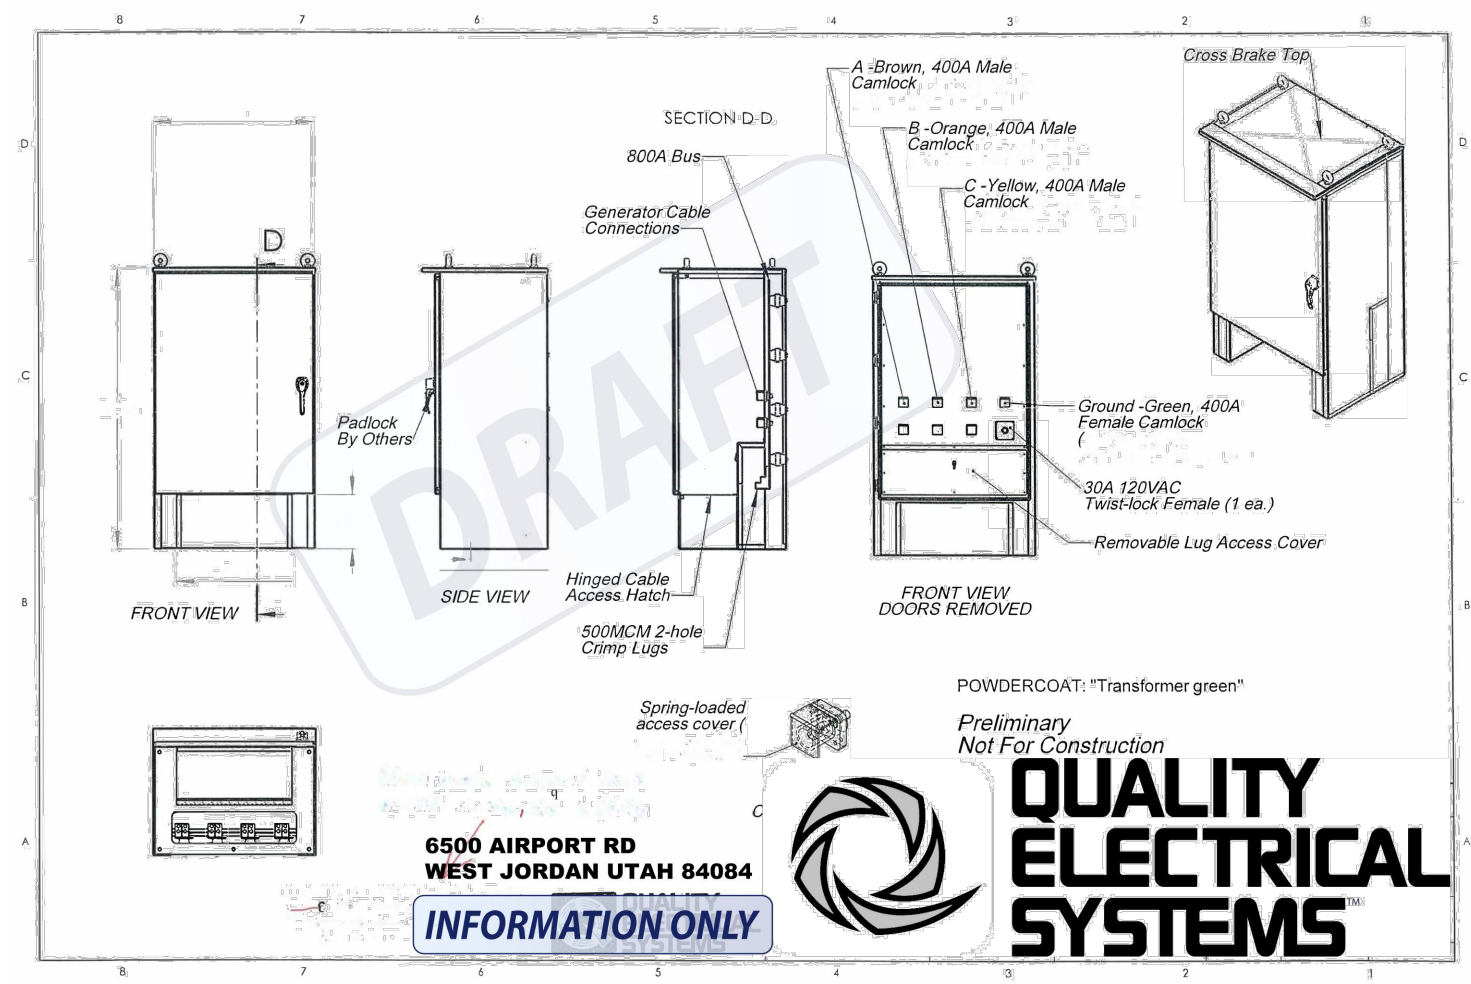 8 7 6 5 4 3 2 1
D
C
B
A
D
C
B
A
SECTION D-D
800A Bus
Generator Cable
Connections
A -Brown, 400A Male
Camlock
B -Orange, 400A Male
Camlock
C -Yellow, 400A Male
Camlock
Cross Brake Top
D
Padlock
By Others
Ground -Green, 400A
Female Camlock
(
30A 120VAC
Twist-lock Female (1 ea.)
Removable Lug Access Cover
Hinged Cable
Access Hatch
500MCM 2-hole
Crimp Lugs
FRONT VIEW
SIDE VIEW
FRONT VIEW
DOORS REMOVED
DRAFT
POWDERCOAT: "Transformer green"
Spring-loaded
access cover (
Preliminary
Not For Construction
q
C
6500 AIRPORT RD
WEST JORDAN UTAH 84084
INFORMATION ONLY
QUALITY
ELECTRICAL
SYSTEMS
QUALITY
ELECTRICAL
SYSTEMS™
8 7 6 5 4 3 2 1